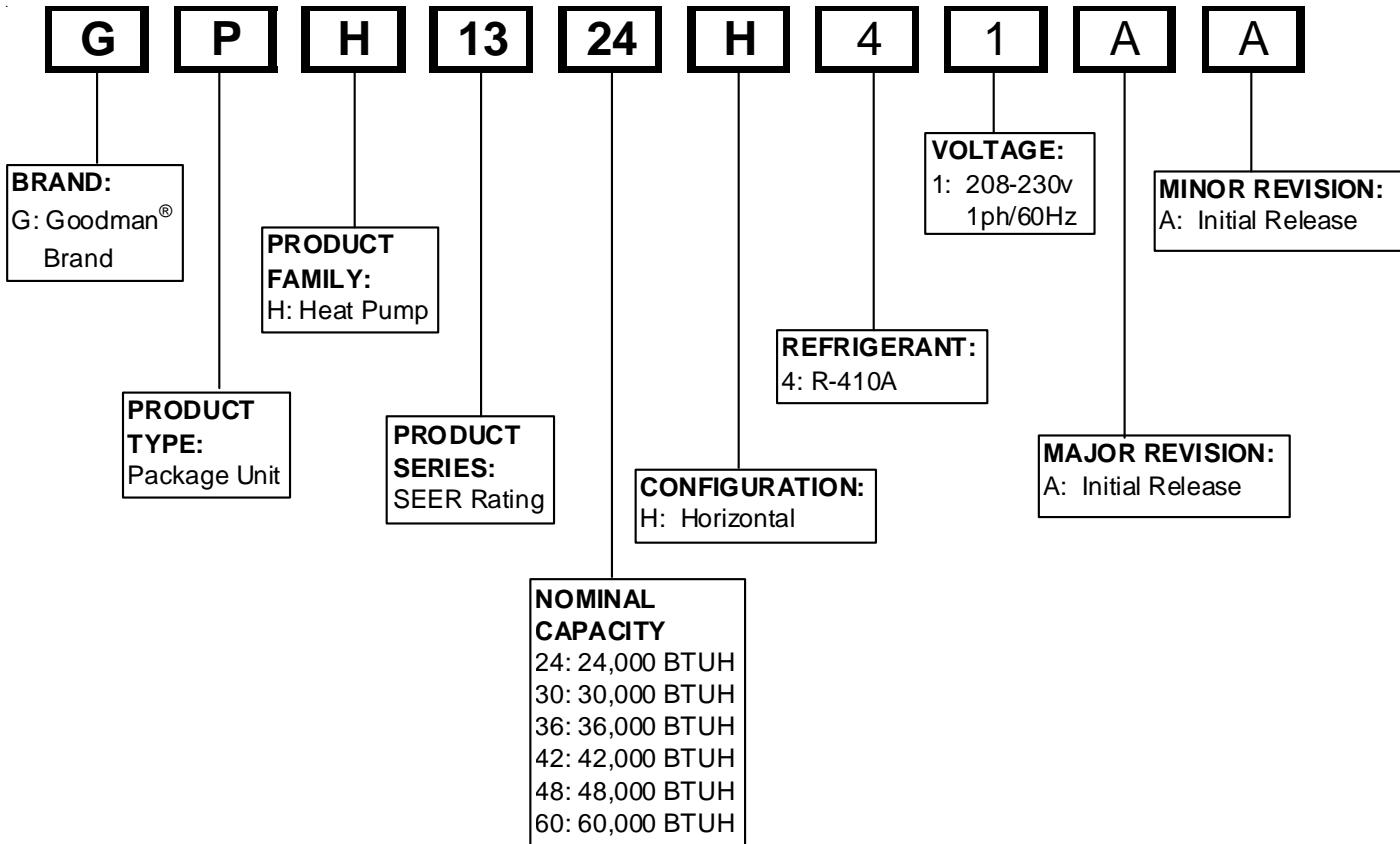 G P H 13 24 H 4 1 A A
BRAND:
G: Goodman®
Brand
PRODUCT
TYPE:
Package Unit
PRODUCT
FAMILY:
H: Heat Pump
PRODUCT
SERIES:
SEER Rating
NOMINAL
CAPACITY
24: 24,000 BTUH
30: 30,000 BTUH
36: 36,000 BTUH
42: 42,000 BTUH
48: 48,000 BTUH
60: 60,000 BTUH
CONFIGURATION:
H: Horizontal
REFRIGERANT:
4: R-410A
VOLTAGE:
1: 208-230v
1ph/60Hz
MAJOR REVISION:
A: Initial Release
MINOR REVISION:
A: Initial Release